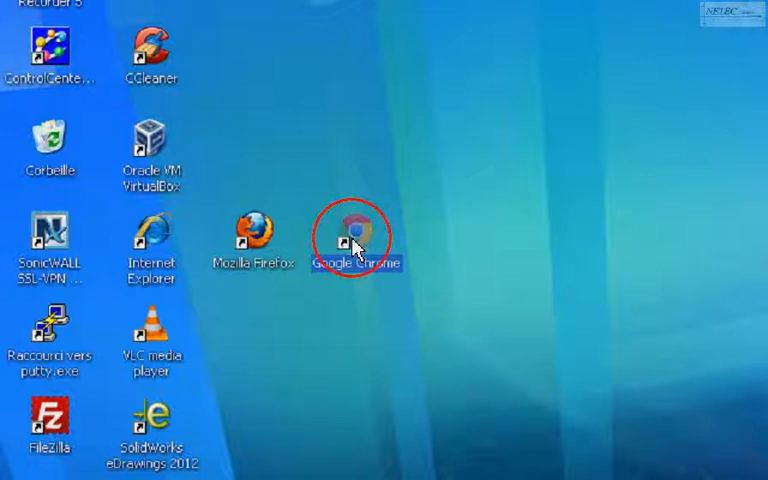 Recorder 5
NELEC
ControlCente...
CCleaner
Corbeille
Oracle VM
VirtualBox
SonicWALL
SSL-VPN ...
Internet
Explorer
Mozilla Firefox
Google Chrome
Raccourci vers
putty.exe
VLC media
player
FileZilla
SolidWorks
eDrawings 2012